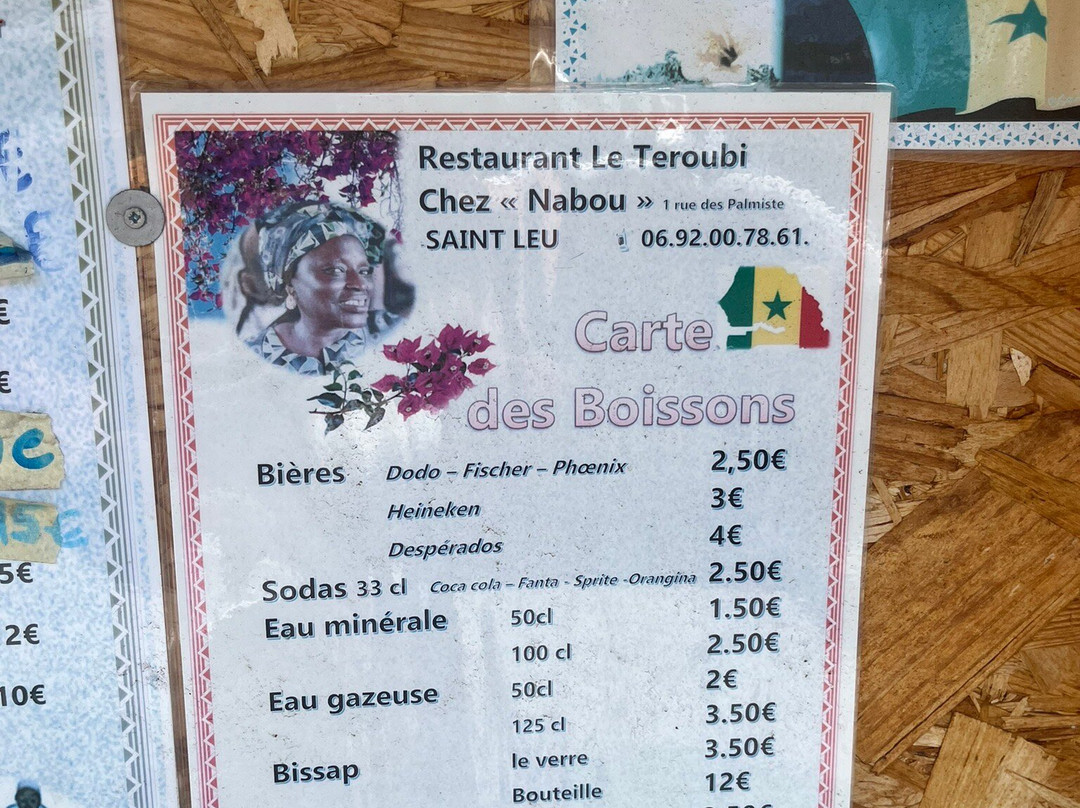 Restaurant Le Teroubi
Chez « Nabou » 1 rue des Palmiste
SAINT LEU 06.92.00.78.61.
Carte
des Boissons
Bières Dodo – Fischer – Phœnix 2,50€
Heineken 3€
Despérados 4€
Sodas 33 cl Coca cola – Fanta - Sprite -Orangina 2.50€
Eau minérale 50cl 1.50€
100 cl 2.50€
Eau gazeuse 50cl 2€
125 cl 3.50€
Bissap le verre 3.50€
Bouteille 12€
€
€
5€
2€
10€